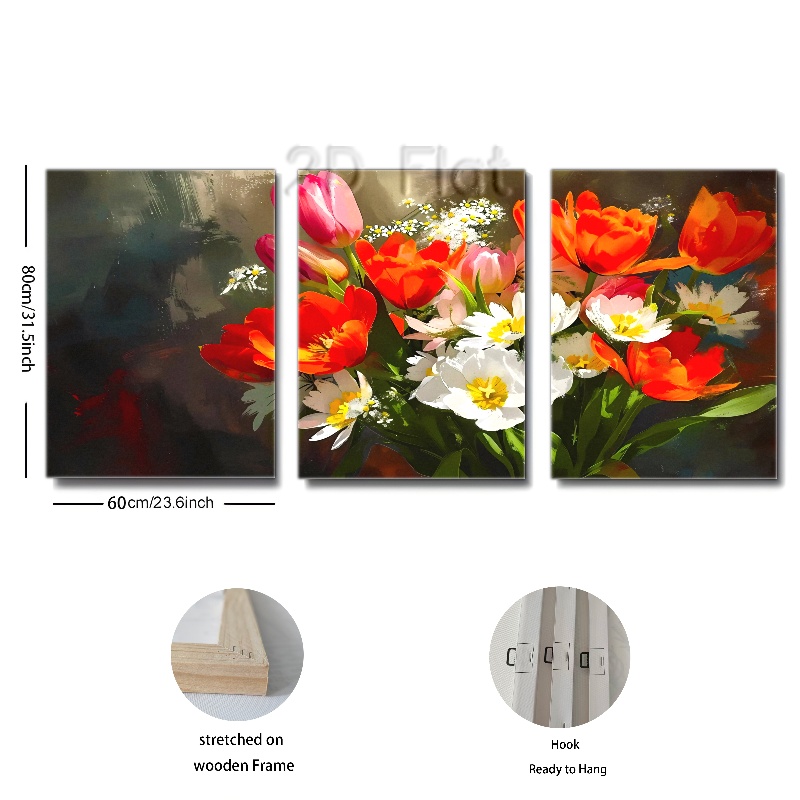 2D Flat
80cm/31.5inch
60cm/23.6inch
stretched on
wooden Frame
Hook
Ready to Hang